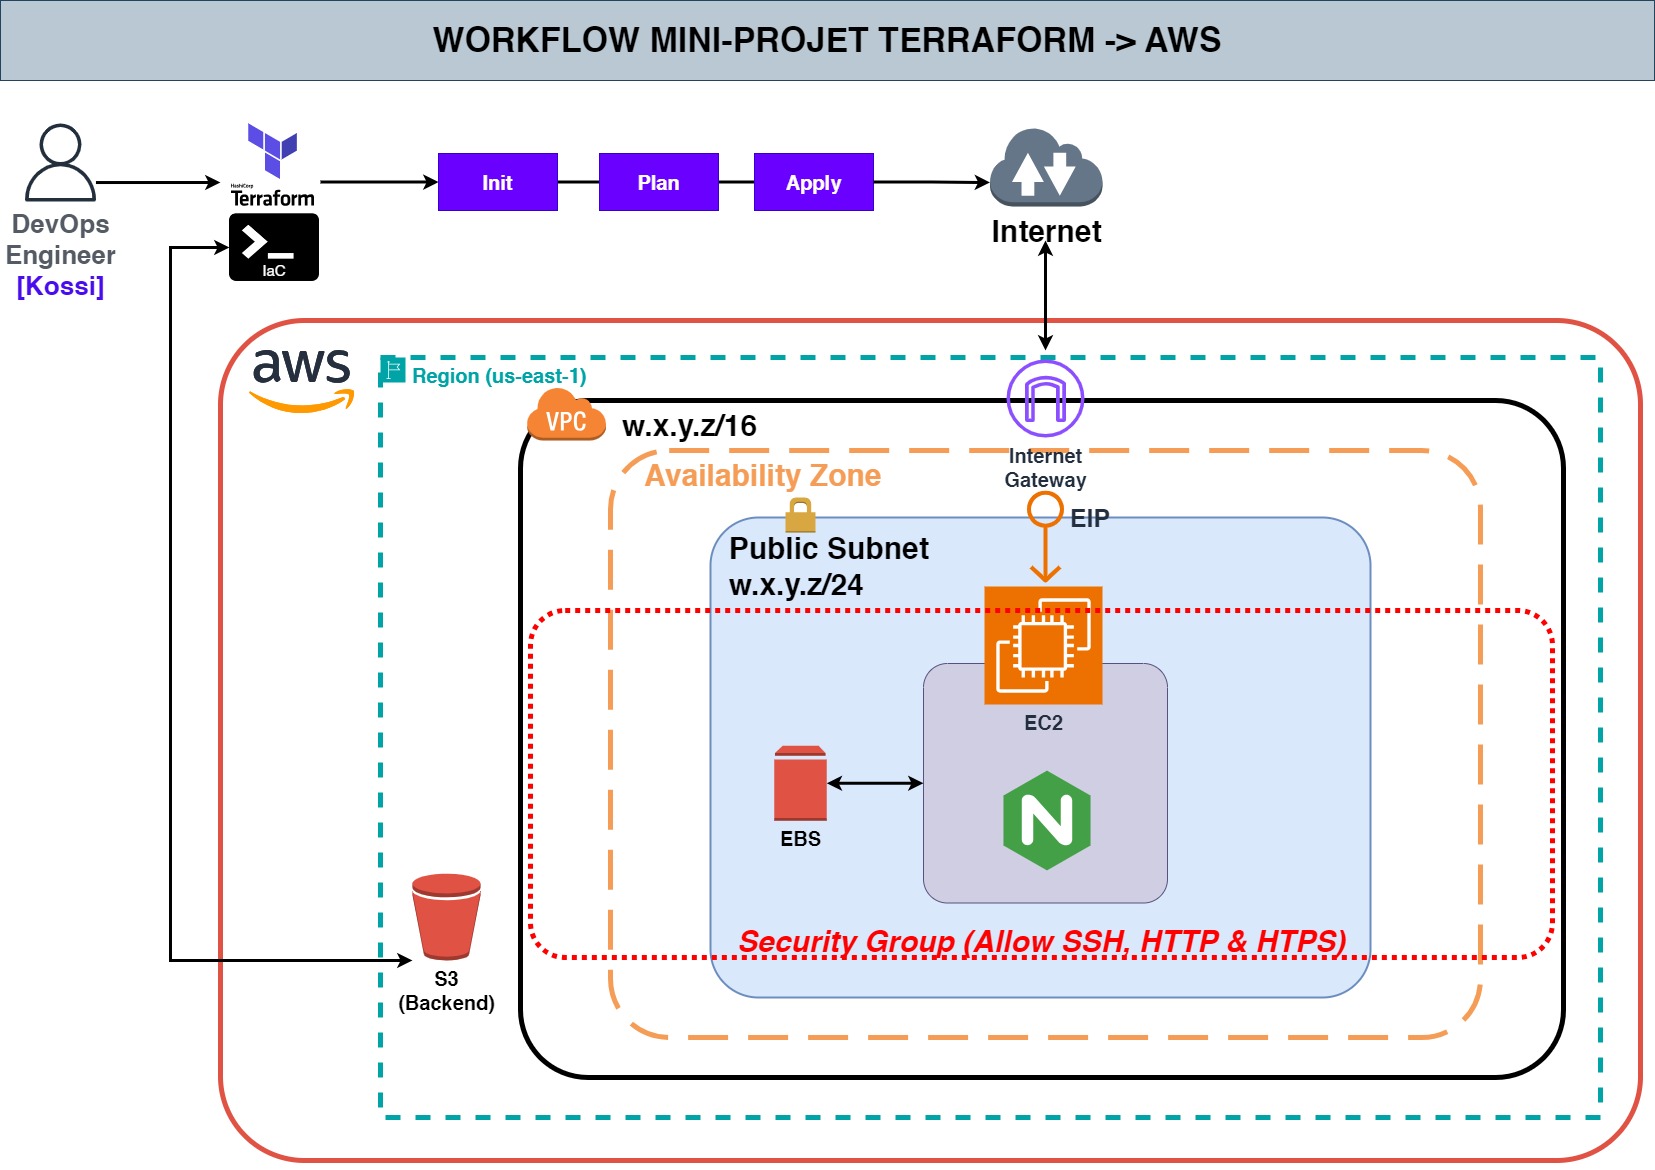 WORKFLOW MINI-PROJET TERRAFORM -> AWS
DevOps
Engineer
[Kossi]
HashiCorp
Terraform
>_
IaC
Init
Plan
Apply
Internet
aws
Region (us-east-1)
VPC
w.x.y.z/16
Internet
Gateway
Availability Zone
EIP
Public Subnet
w.x.y.z/24
EC2
N
EBS
Security Group (Allow SSH, HTTP & HTPS)
S3
(Backend)